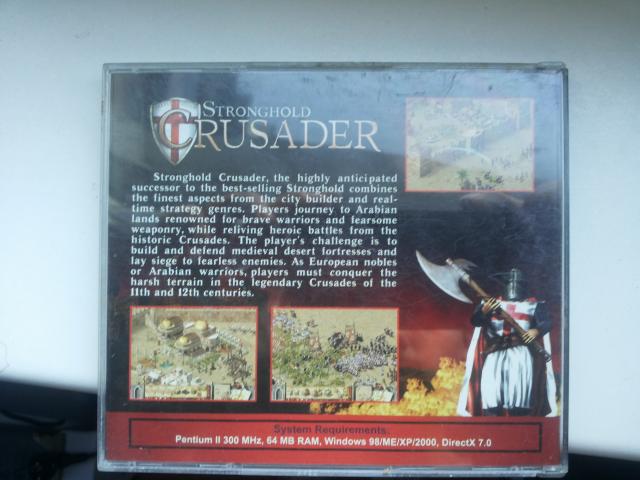 STRONGHOLD
CRUSADER
Stronghold Crusader, the highly anticipated
successor to the best-selling Stronghold combines
the finest aspects from the city builder and real-
time strategy genres. Players journey to Arabian
lands renowned for brave warriors and fearsome
weaponry, while reliving heroic battles from the
historic Crusades. The player's challenge is to
build and defend medieval desert fortresses and
lay siege to fearless enemies. As European nobles
or Arabian warriors, players must conquer the
harsh terrain in the legendary Crusades of the
11th and 12th centuries.
System Requirements:
Pentium II 300 MHz, 64 MB RAM, Windows 98/ME/XP/2000, DirectX 7.0